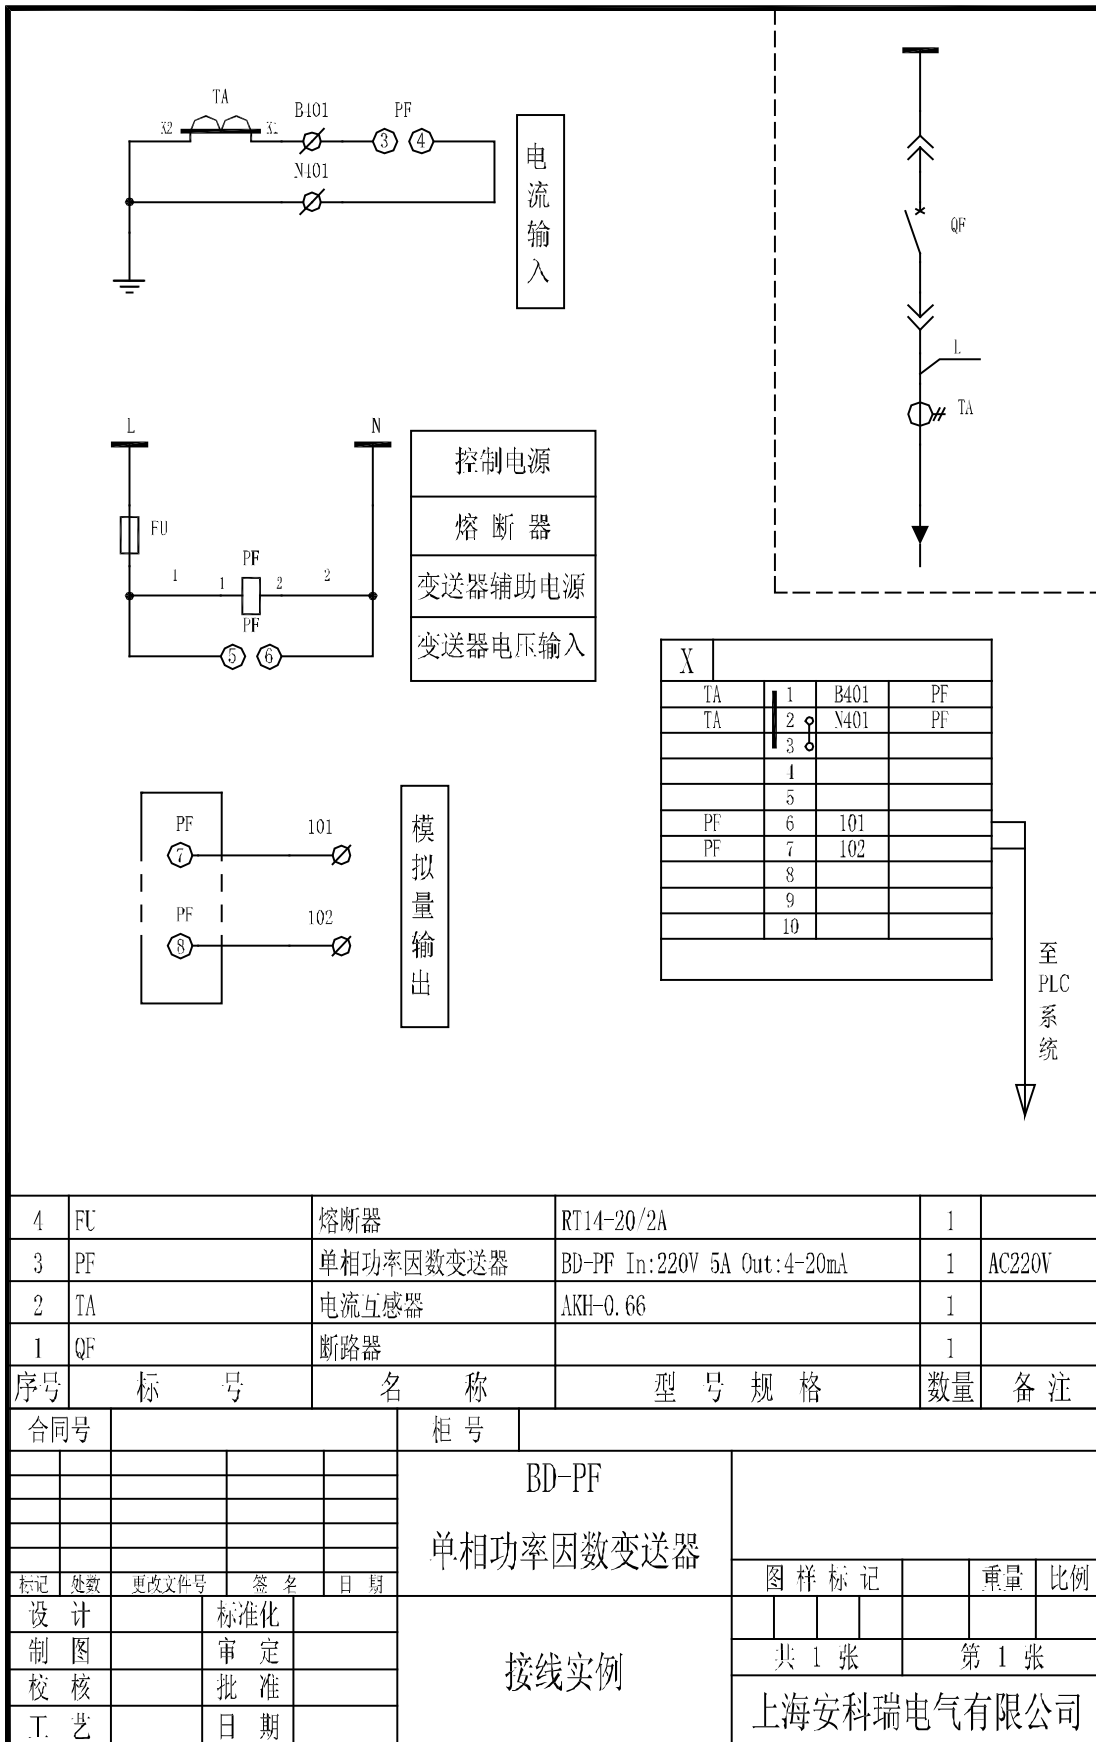 TA
K2
K1
B401
PF
3
4
N401
电流输入
QF
L
TA
L
N
FU
1
1
PF
2
2
PF
5
6
控制电源
熔断器
变送器辅助电源
变送器电压输入
X
TA 1 B401 PF
TA 2 N401 PF
3
4
5
PF 6 101
PF 7 102
8
9
10
至
PLC
系
统
PF
7
101
PF
8
102
模拟量输出
4 FU 熔断器 RT14-20/2A 1
3 PF 单相功率因数变送器 BD-PF In:220V 5A Out:4-20mA 1 AC220V
2 TA 电流互感器 AKH-0.66 1
1 QF 断路器 1
序号 标号 名称 型号规格 数量 备注
合同号 柜号
BD-PF
单相功率因数变送器
标记 处数 更改文件号 签名 日期
图样标记 重量 比例
设计 标准化
制图 审定
校核 批准
工艺 日期
接线实例
共1张 第1张
上海安科瑞电气有限公司